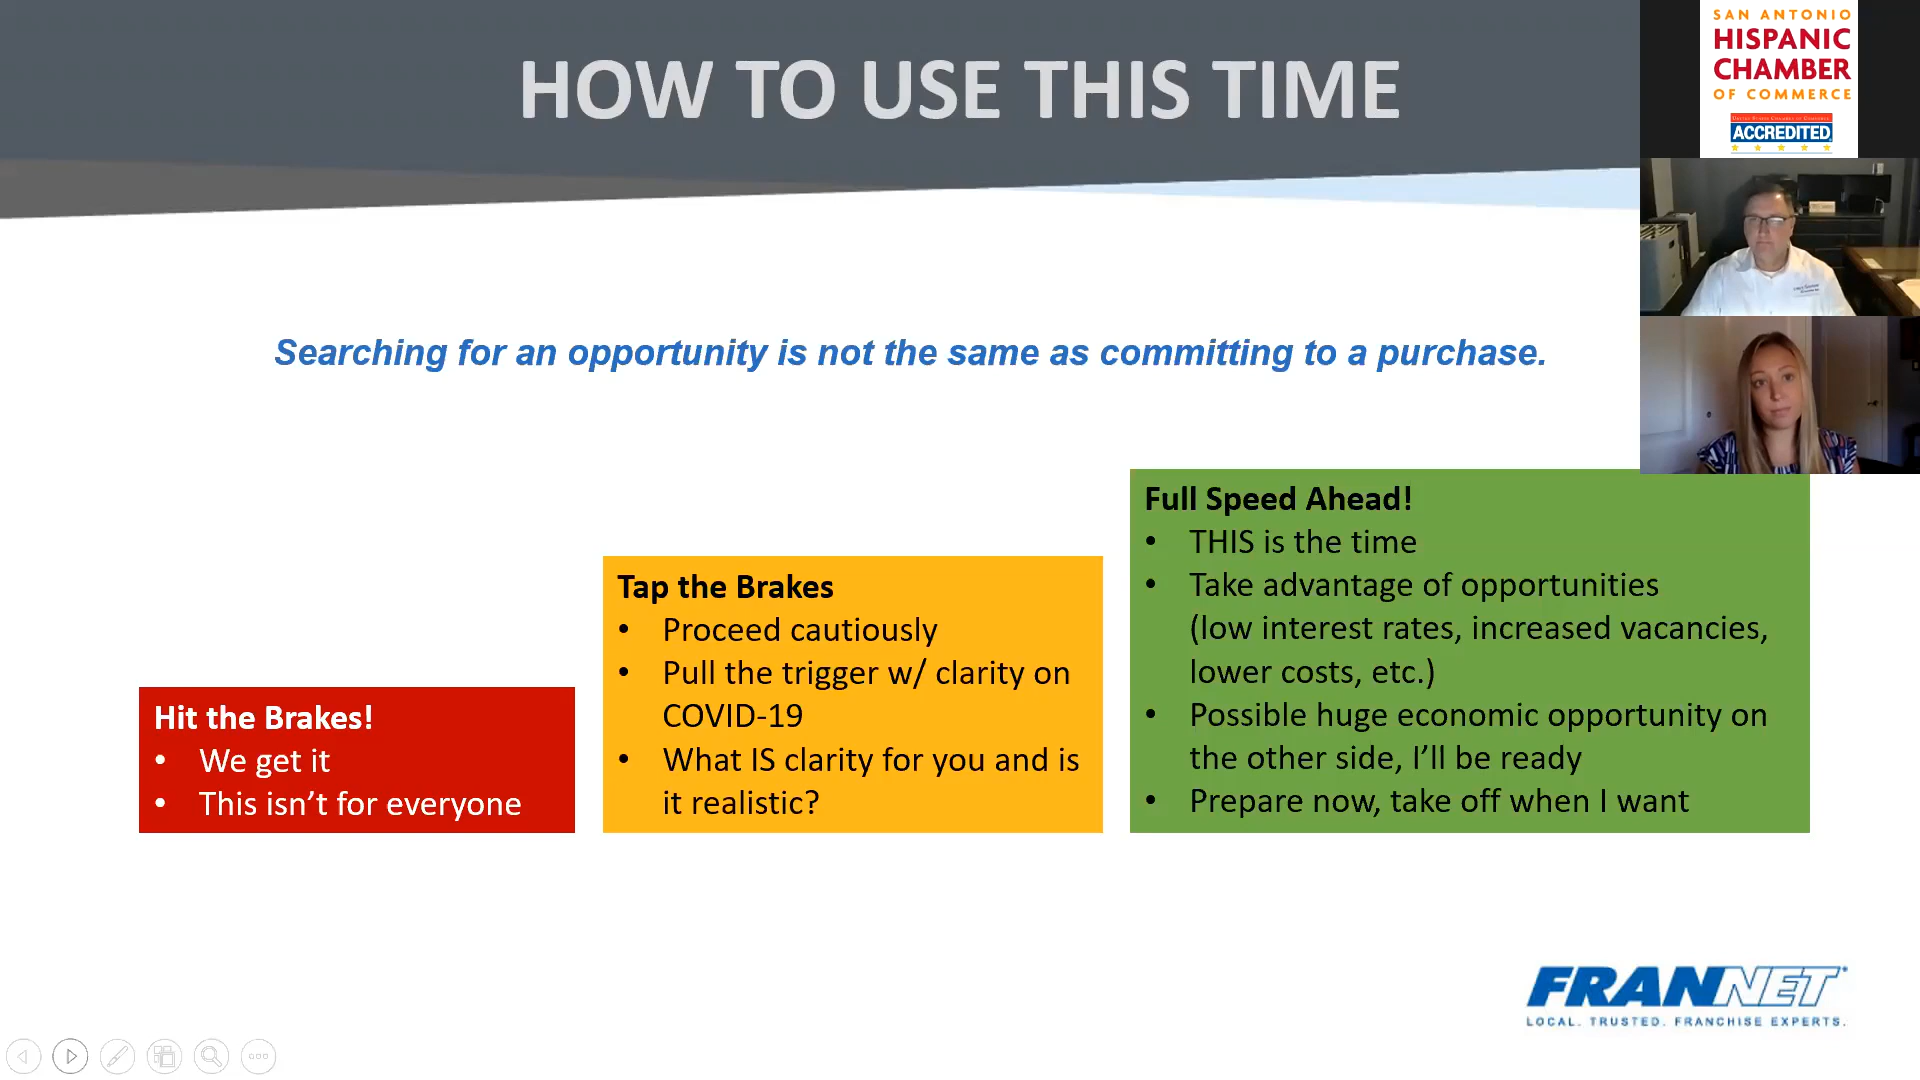 HOW TO USE THIS TIME
SAN ANTONIO
HISPANIC
CHAMBER
OF COMMERCE
ACCREDITED
Searching for an opportunity is not the same as committing to a purchase.
Hit the Brakes!
• We get it
• This isn’t for everyone
Tap the Brakes
• Proceed cautiously
• Pull the trigger w/ clarity on
COVID-19
• What IS clarity for you and is
it realistic?
Full Speed Ahead!
• THIS is the time
• Take advantage of opportunities
(low interest rates, increased vacancies,
lower costs, etc.)
• Possible huge economic opportunity on
the other side, I’ll be ready
• Prepare now, take off when I want
FRANNET
LOCAL. TRUSTED. FRANCHISE EXPERTS.